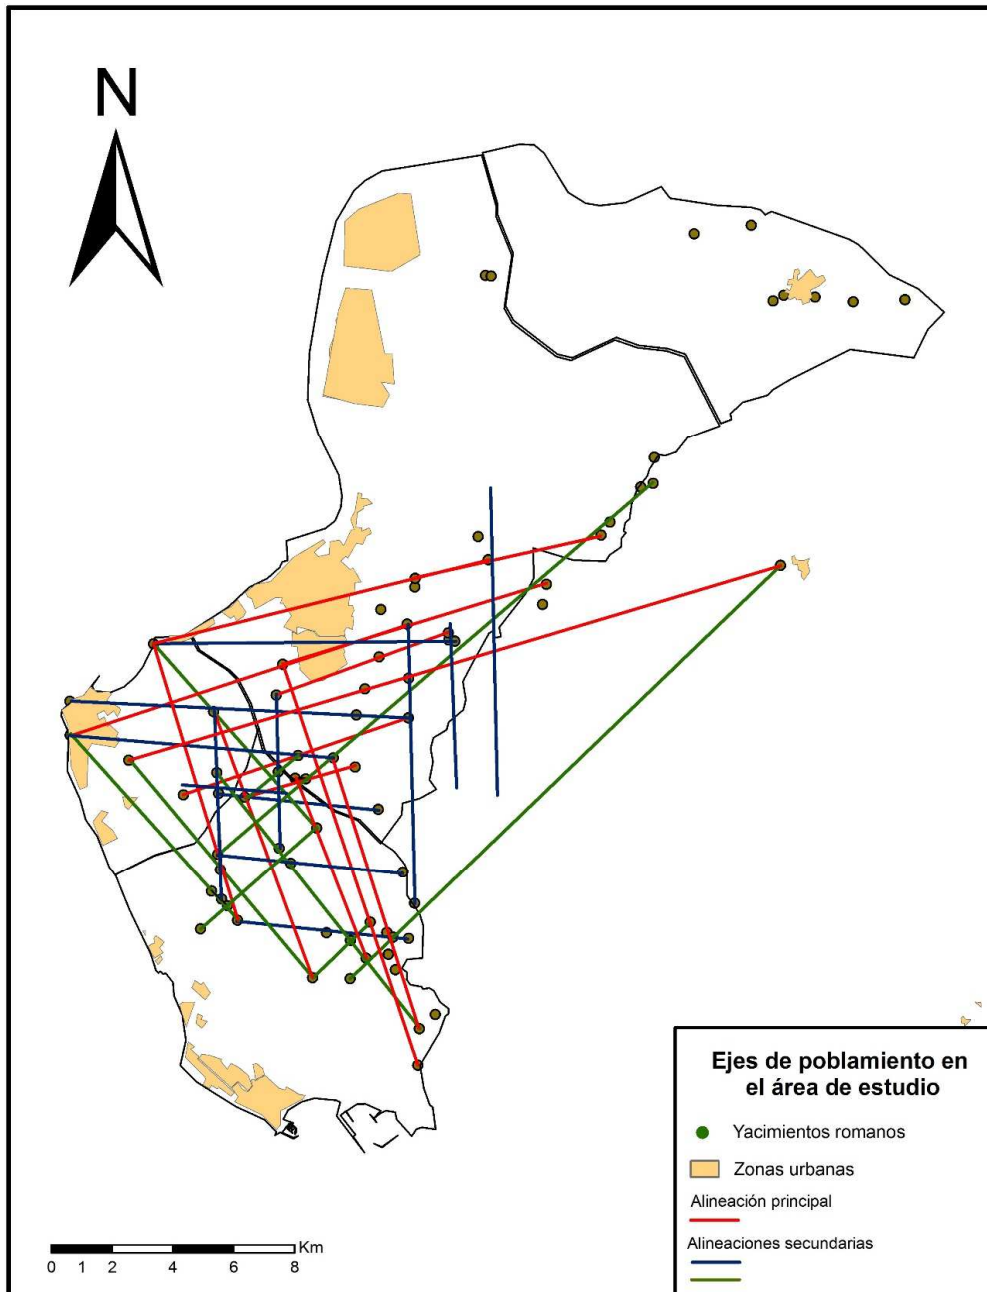 N
Ejes de poblamiento en
el área de estudio
Yacimientos romanos
Zonas urbanas
Alineación principal
Alineaciones secundarias
Km
0 1 2 4 6 8